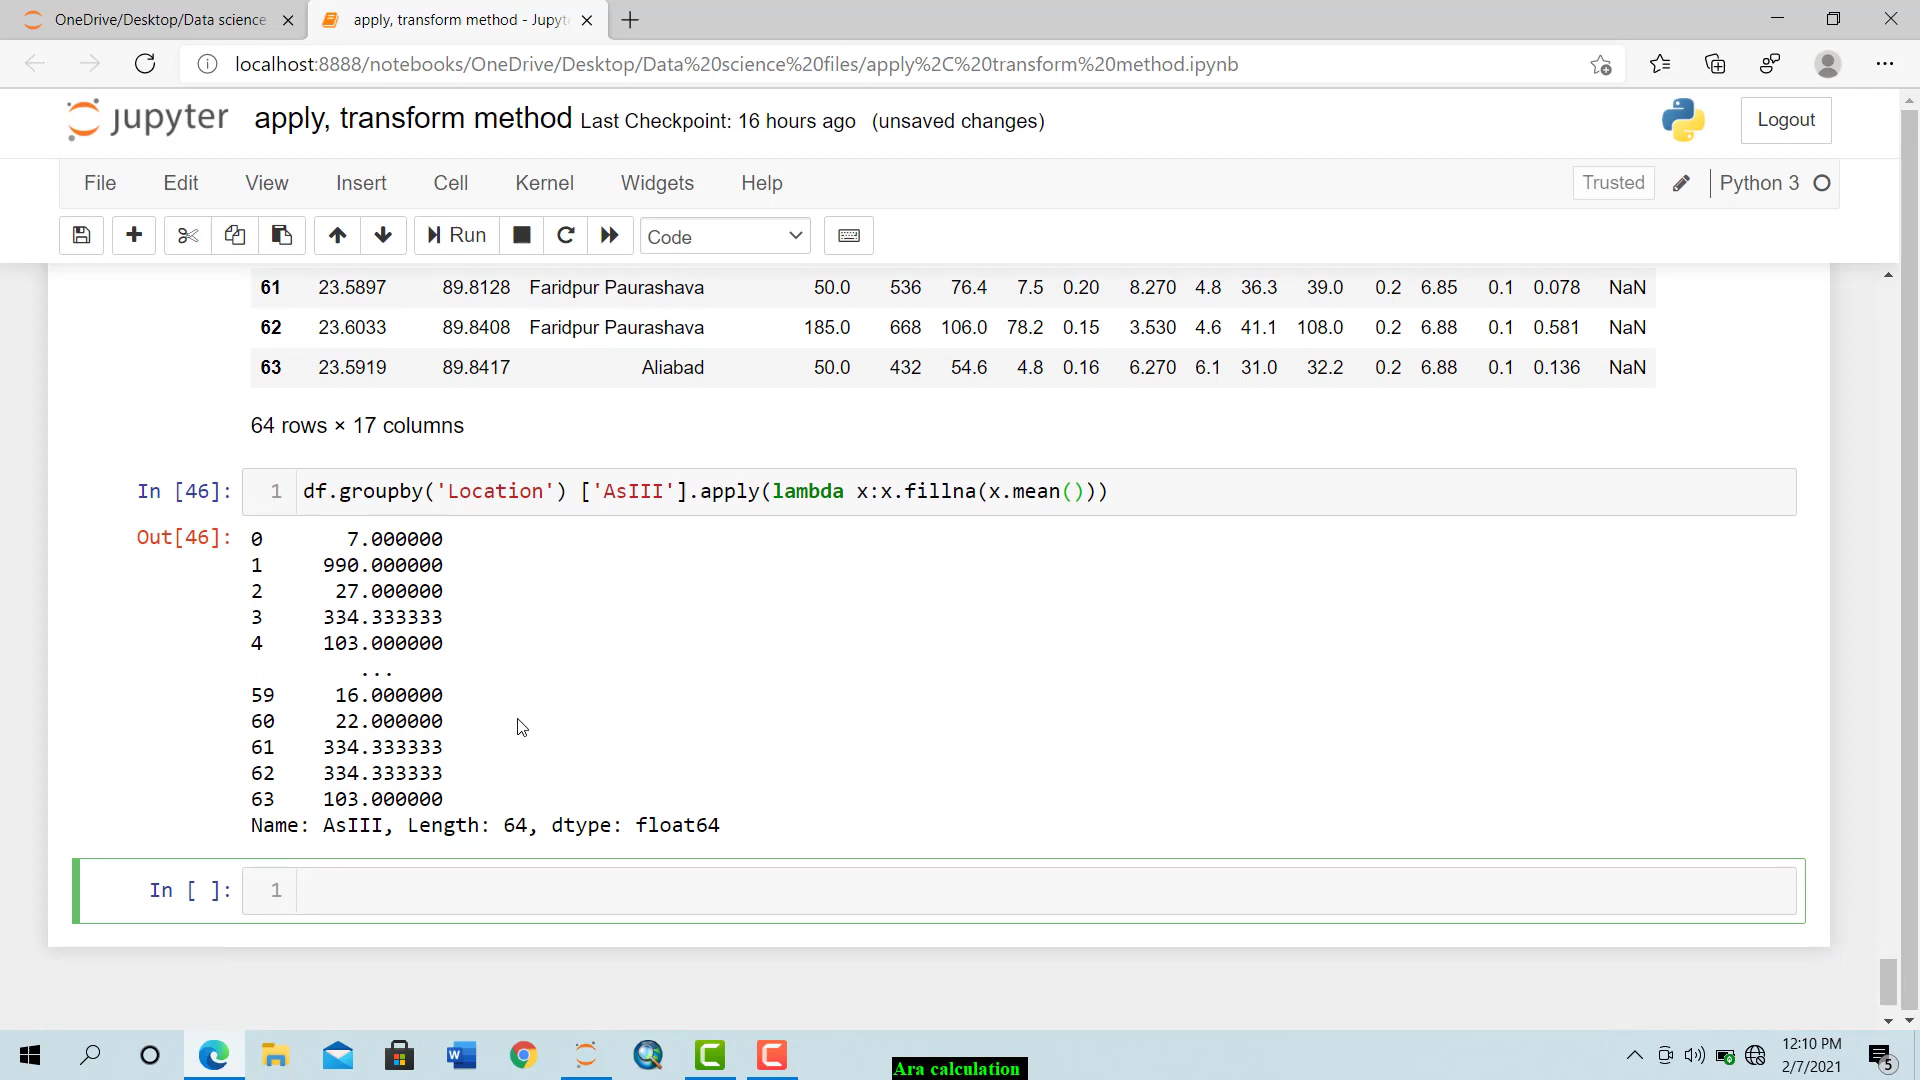 OneDrive/Desktop/Data science
apply, transform method - Jupyt
localhost:8888/notebooks/OneDrive/Desktop/Data%20science%20files/apply%2C%20transform%20method.ipynb
jupyter apply, transform method Last Checkpoint: 16 hours ago (unsaved changes)
Logout
File Edit View Insert Cell Kernel Widgets Help
Trusted Python 3
Run Code
61 23.5897 89.8128 Faridpur Paurashava 50.0 536 76.4 7.5 0.20 8.270 4.8 36.3 39.0 0.2 6.85 0.1 0.078 NaN
62 23.6033 89.8408 Faridpur Paurashava 185.0 668 106.0 78.2 0.15 3.530 4.6 41.1 108.0 0.2 6.88 0.1 0.581 NaN
63 23.5919 89.8417 Aliabad 50.0 432 54.6 4.8 0.16 6.270 6.1 31.0 32.2 0.2 6.88 0.1 0.136 NaN
64 rows × 17 columns
In [46]: 1 df.groupby('Location') ['AsIII'].apply(lambda x:x.fillna(x.mean()))
Out[46]: 0 7.000000
1 990.000000
2 27.000000
3 334.333333
4 103.000000
...
59 16.000000
60 22.000000
61 334.333333
62 334.333333
63 103.000000
Name: AsIII, Length: 64, dtype: float64
In [ ]: 1
12:10 PM
2/7/2021
5
Ara calculation